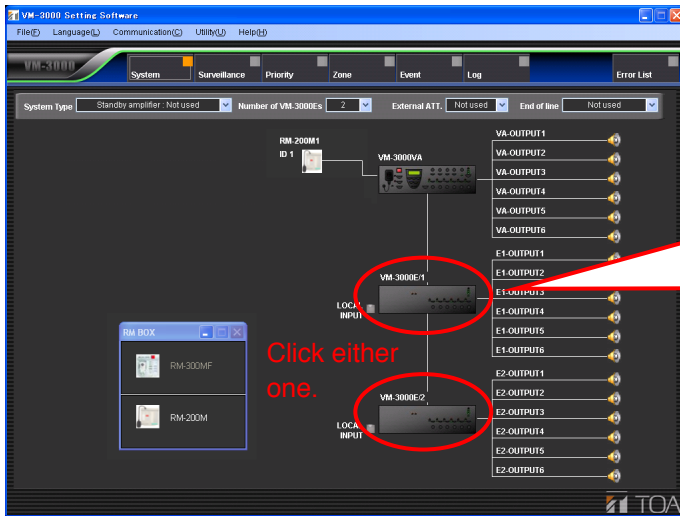 VM-3000 Setting Software
File(F) Language(L) Communication(C) Utility(U) Help(H)
VM-3000
System Surveillance Priority Zone Event Log Error List
System Type Standby amplifier : Not used Number of VM-3000Es 2 External ATT. Not used End of line Not used
RM-200M1
ID 1
VM-3000VA
VA-OUTPUT1
VA-OUTPUT2
VA-OUTPUT3
VA-OUTPUT4
VA-OUTPUT5
VA-OUTPUT6
VM-3000E/1
LOCAL
INPUT
E1-OUTPUT1
E1-OUTPUT2
E1-OUTPUT3
E1-OUTPUT4
E1-OUTPUT5
E1-OUTPUT6
RM BOX
RM-300MF
RM-200M
Click either
one.
VM-3000E/2
LOCAL
INPUT
E2-OUTPUT1
E2-OUTPUT2
E2-OUTPUT3
E2-OUTPUT4
E2-OUTPUT5
E2-OUTPUT6
TOA